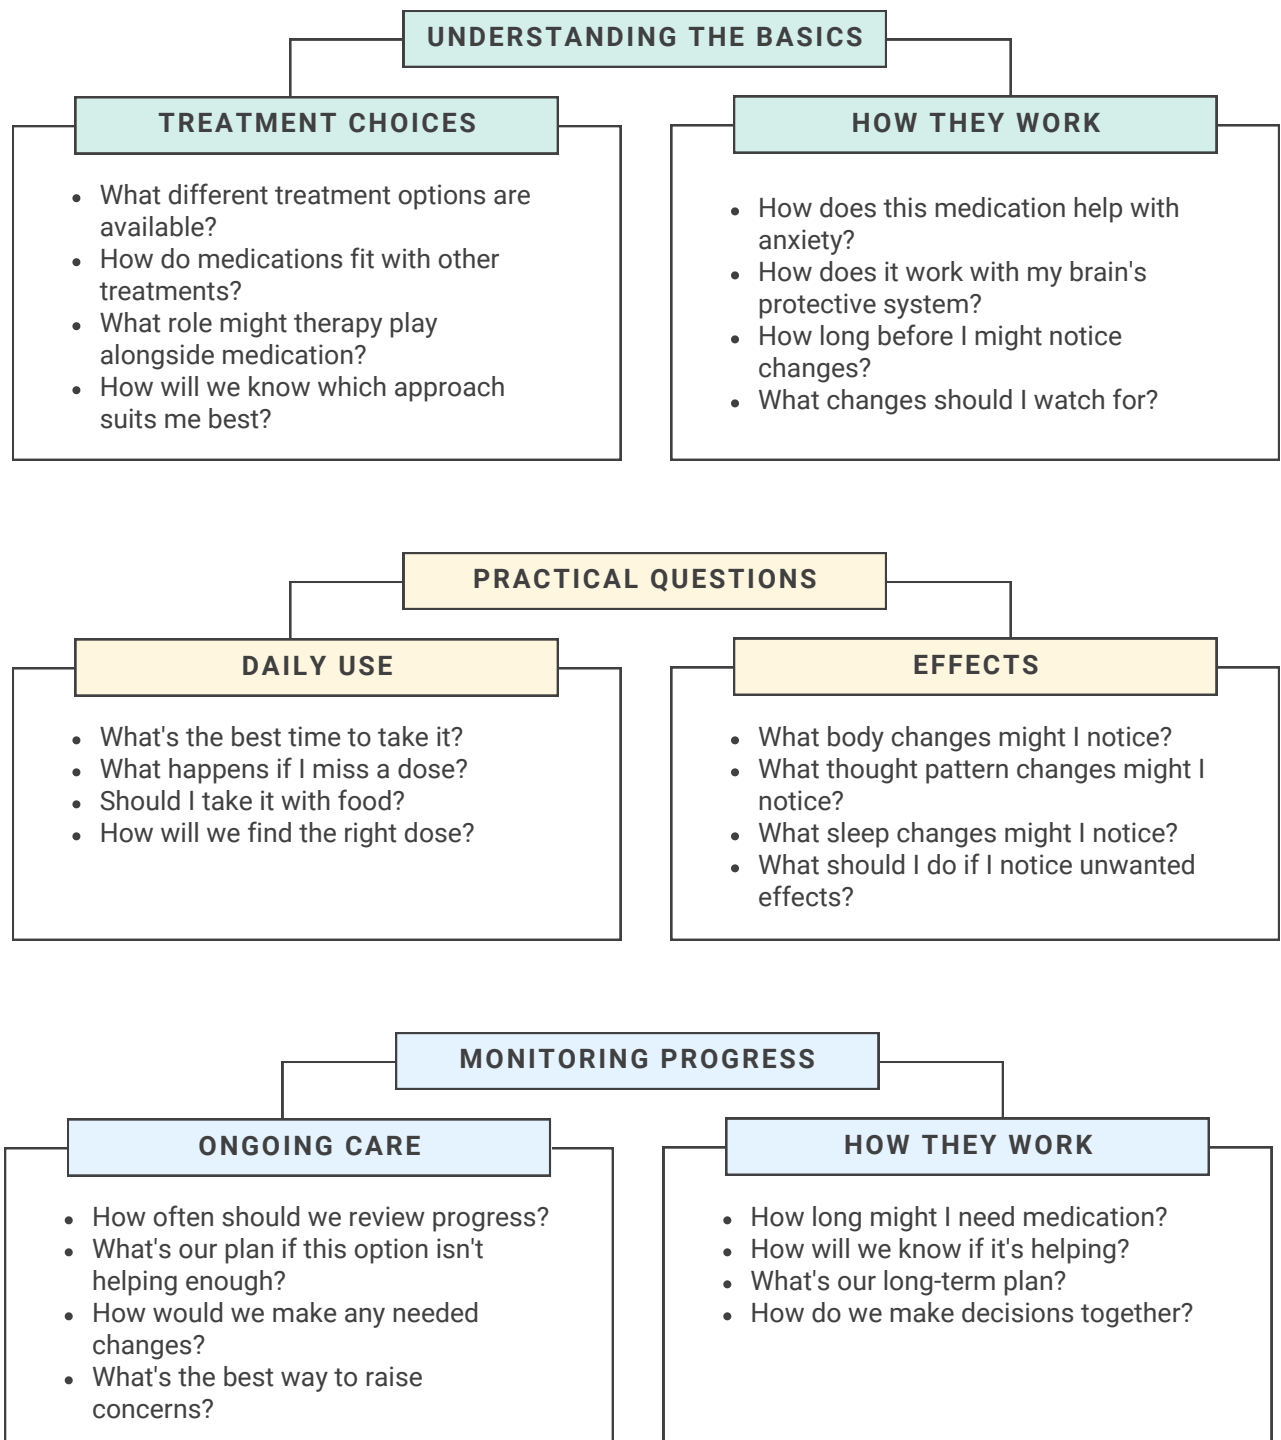 UNDERSTANDING THE BASICS
TREATMENT CHOICES
• What different treatment options are
available?
• How do medications fit with other
treatments?
• What role might therapy play
alongside medication?
• How will we know which approach
suits me best?
HOW THEY WORK
• How does this medication help with
anxiety?
• How does it work with my brain's
protective system?
• How long before I might notice
changes?
• What changes should I watch for?
PRACTICAL QUESTIONS
DAILY USE
• What's the best time to take it?
• What happens if I miss a dose?
• Should I take it with food?
• How will we find the right dose?
EFFECTS
• What body changes might I notice?
• What thought pattern changes might I
notice?
• What sleep changes might I notice?
• What should I do if I notice unwanted
effects?
MONITORING PROGRESS
ONGOING CARE
• How often should we review progress?
• What's our plan if this option isn't
helping enough?
• How would we make any needed
changes?
• What's the best way to raise
concerns?
HOW THEY WORK
• How long might I need medication?
• How will we know if it's helping?
• What's our long-term plan?
• How do we make decisions together?